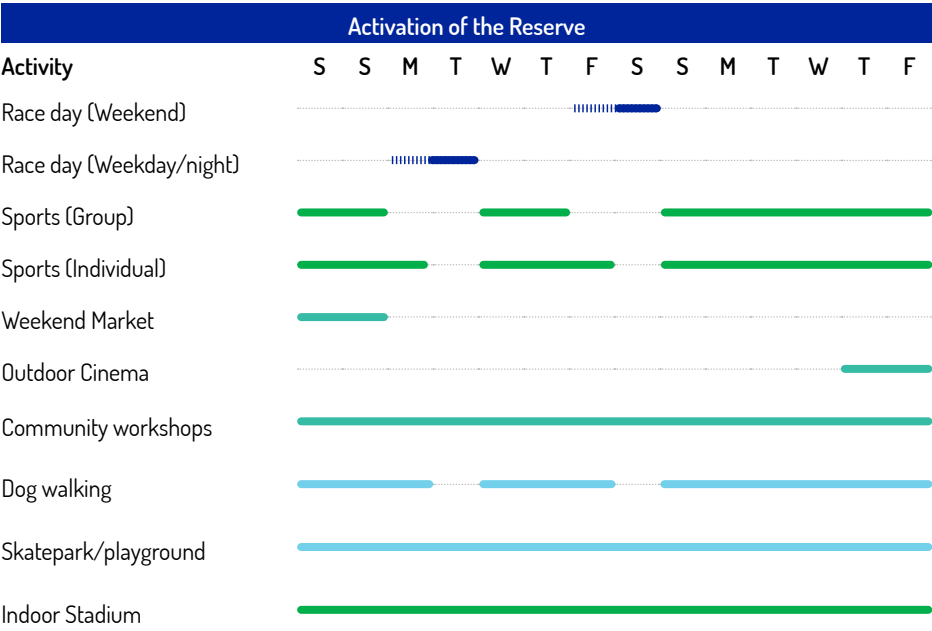 Activation of the Reserve
Activity S S M T W T F S S M T W T F
Race day (Weekend)
Race day (Weekday/night)
Sports (Group)
Sports (Individual)
Weekend Market
Outdoor Cinema
Community workshops
Dog walking
Skatepark/playground
Indoor Stadium